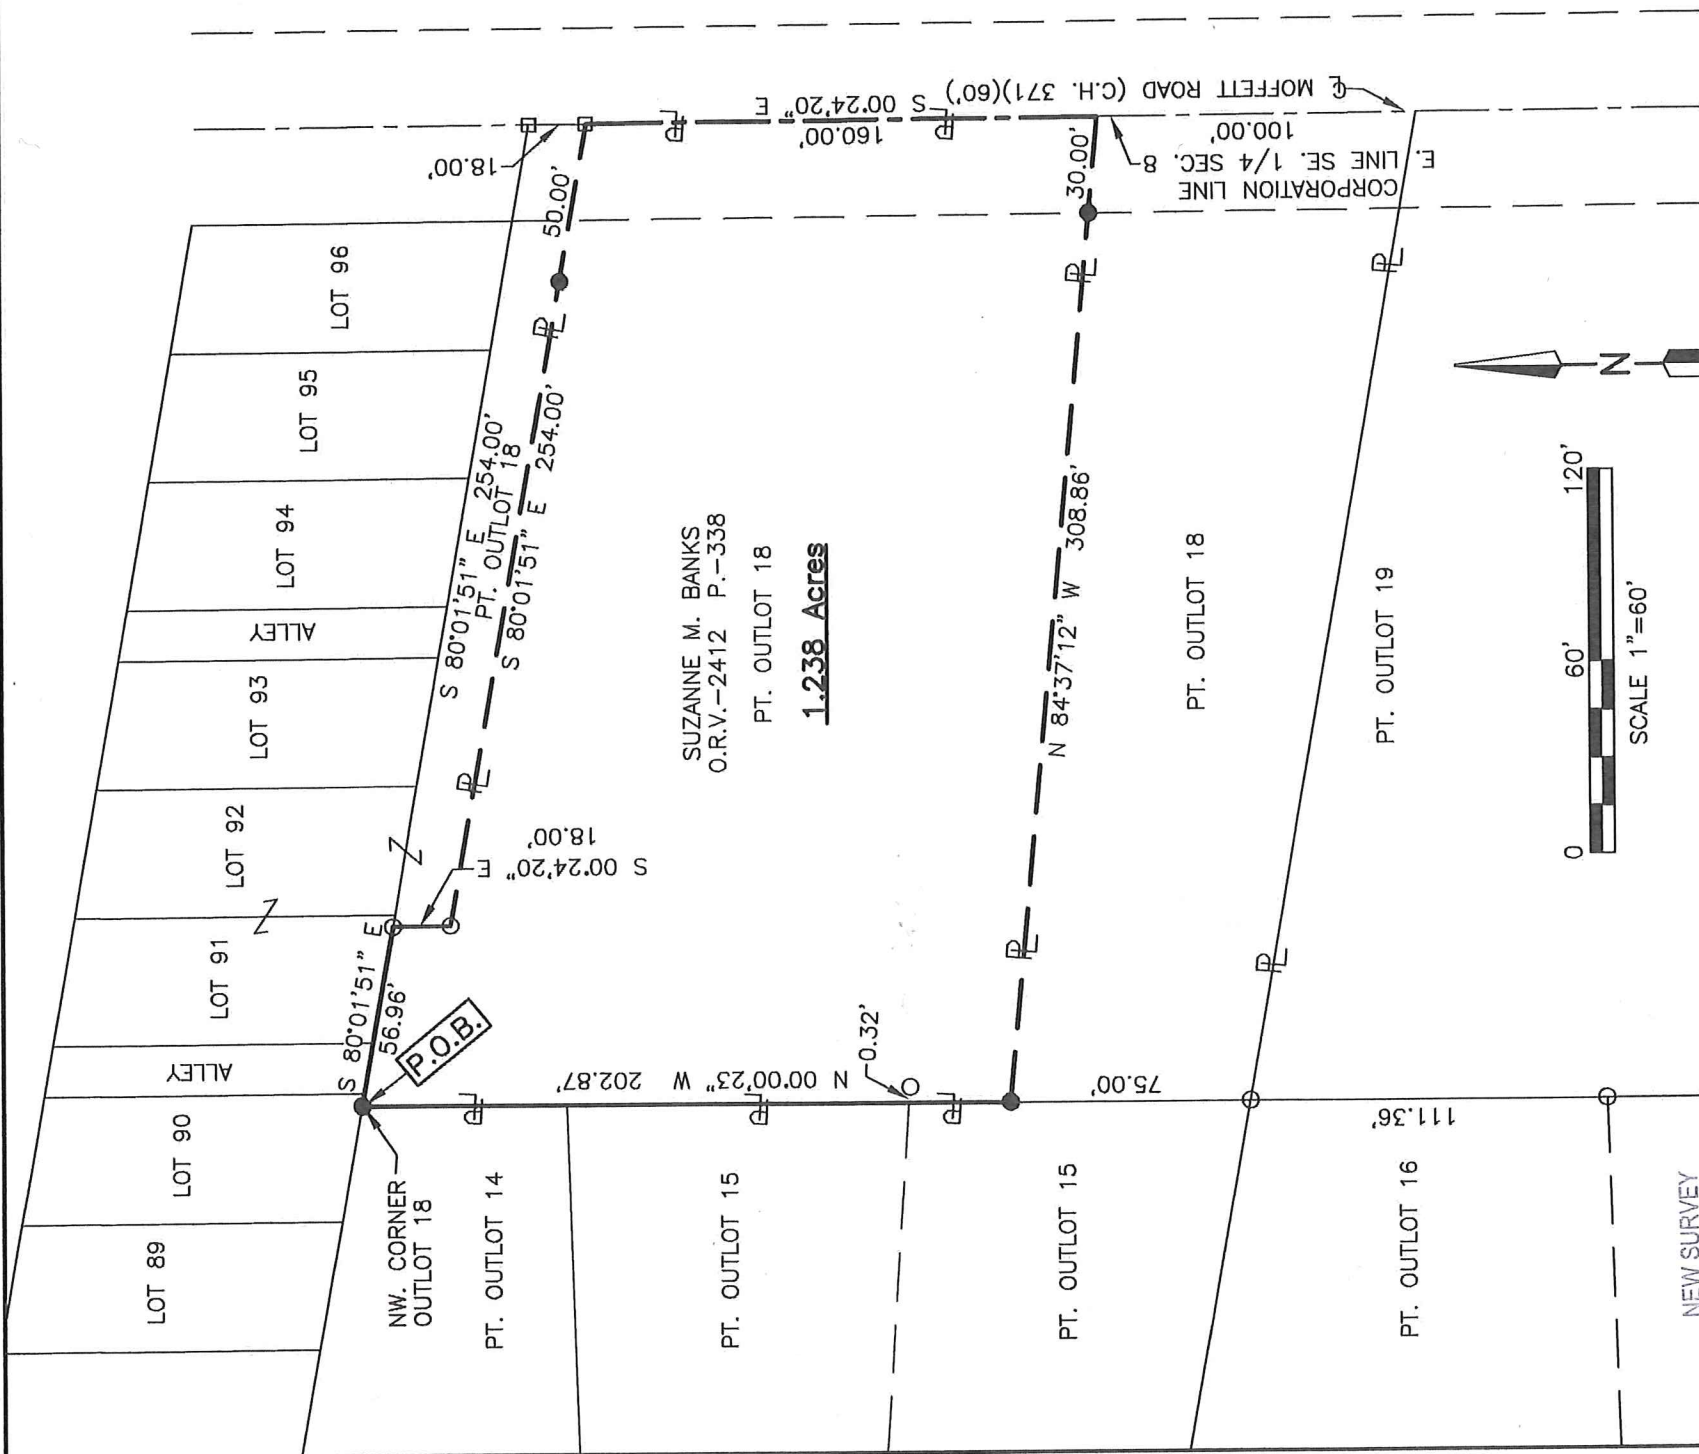 LOT 89
LOT 90
ALLEY
LOT 91
LOT 92
LOT 93
ALLEY
LOT 94
LOT 95
LOT 96
NW. CORNER
OUTLOT 18
P.O.B.
S 80°01'51" E
56.96'
S 00°24'20" E
18.00'
S 80°01'51" E 254.00'
PT. OUTLOT 18
S 80°01'51" E 254.00'
50.00'
18.00'
S 00°24'20" E
160.00'
℄ MOFFETT ROAD (C.H. 371)(60')
100.00'
E. LINE SE. 1/4 SEC. 8
CORPORATION LINE
30.00'
SUZANNE M. BANKS
O.R.V.-2412 P.-338
PT. OUTLOT 18
1.238 Acres
N 84°37'12" W 308.86'
N 00°00'23" W 202.87'
0.32'
75.00'
111.36'
PT. OUTLOT 14
PT. OUTLOT 15
PT. OUTLOT 15
PT. OUTLOT 16
PT. OUTLOT 18
PT. OUTLOT 19
N
0 60' 120'
SCALE 1"=60'
NEW SURVEY